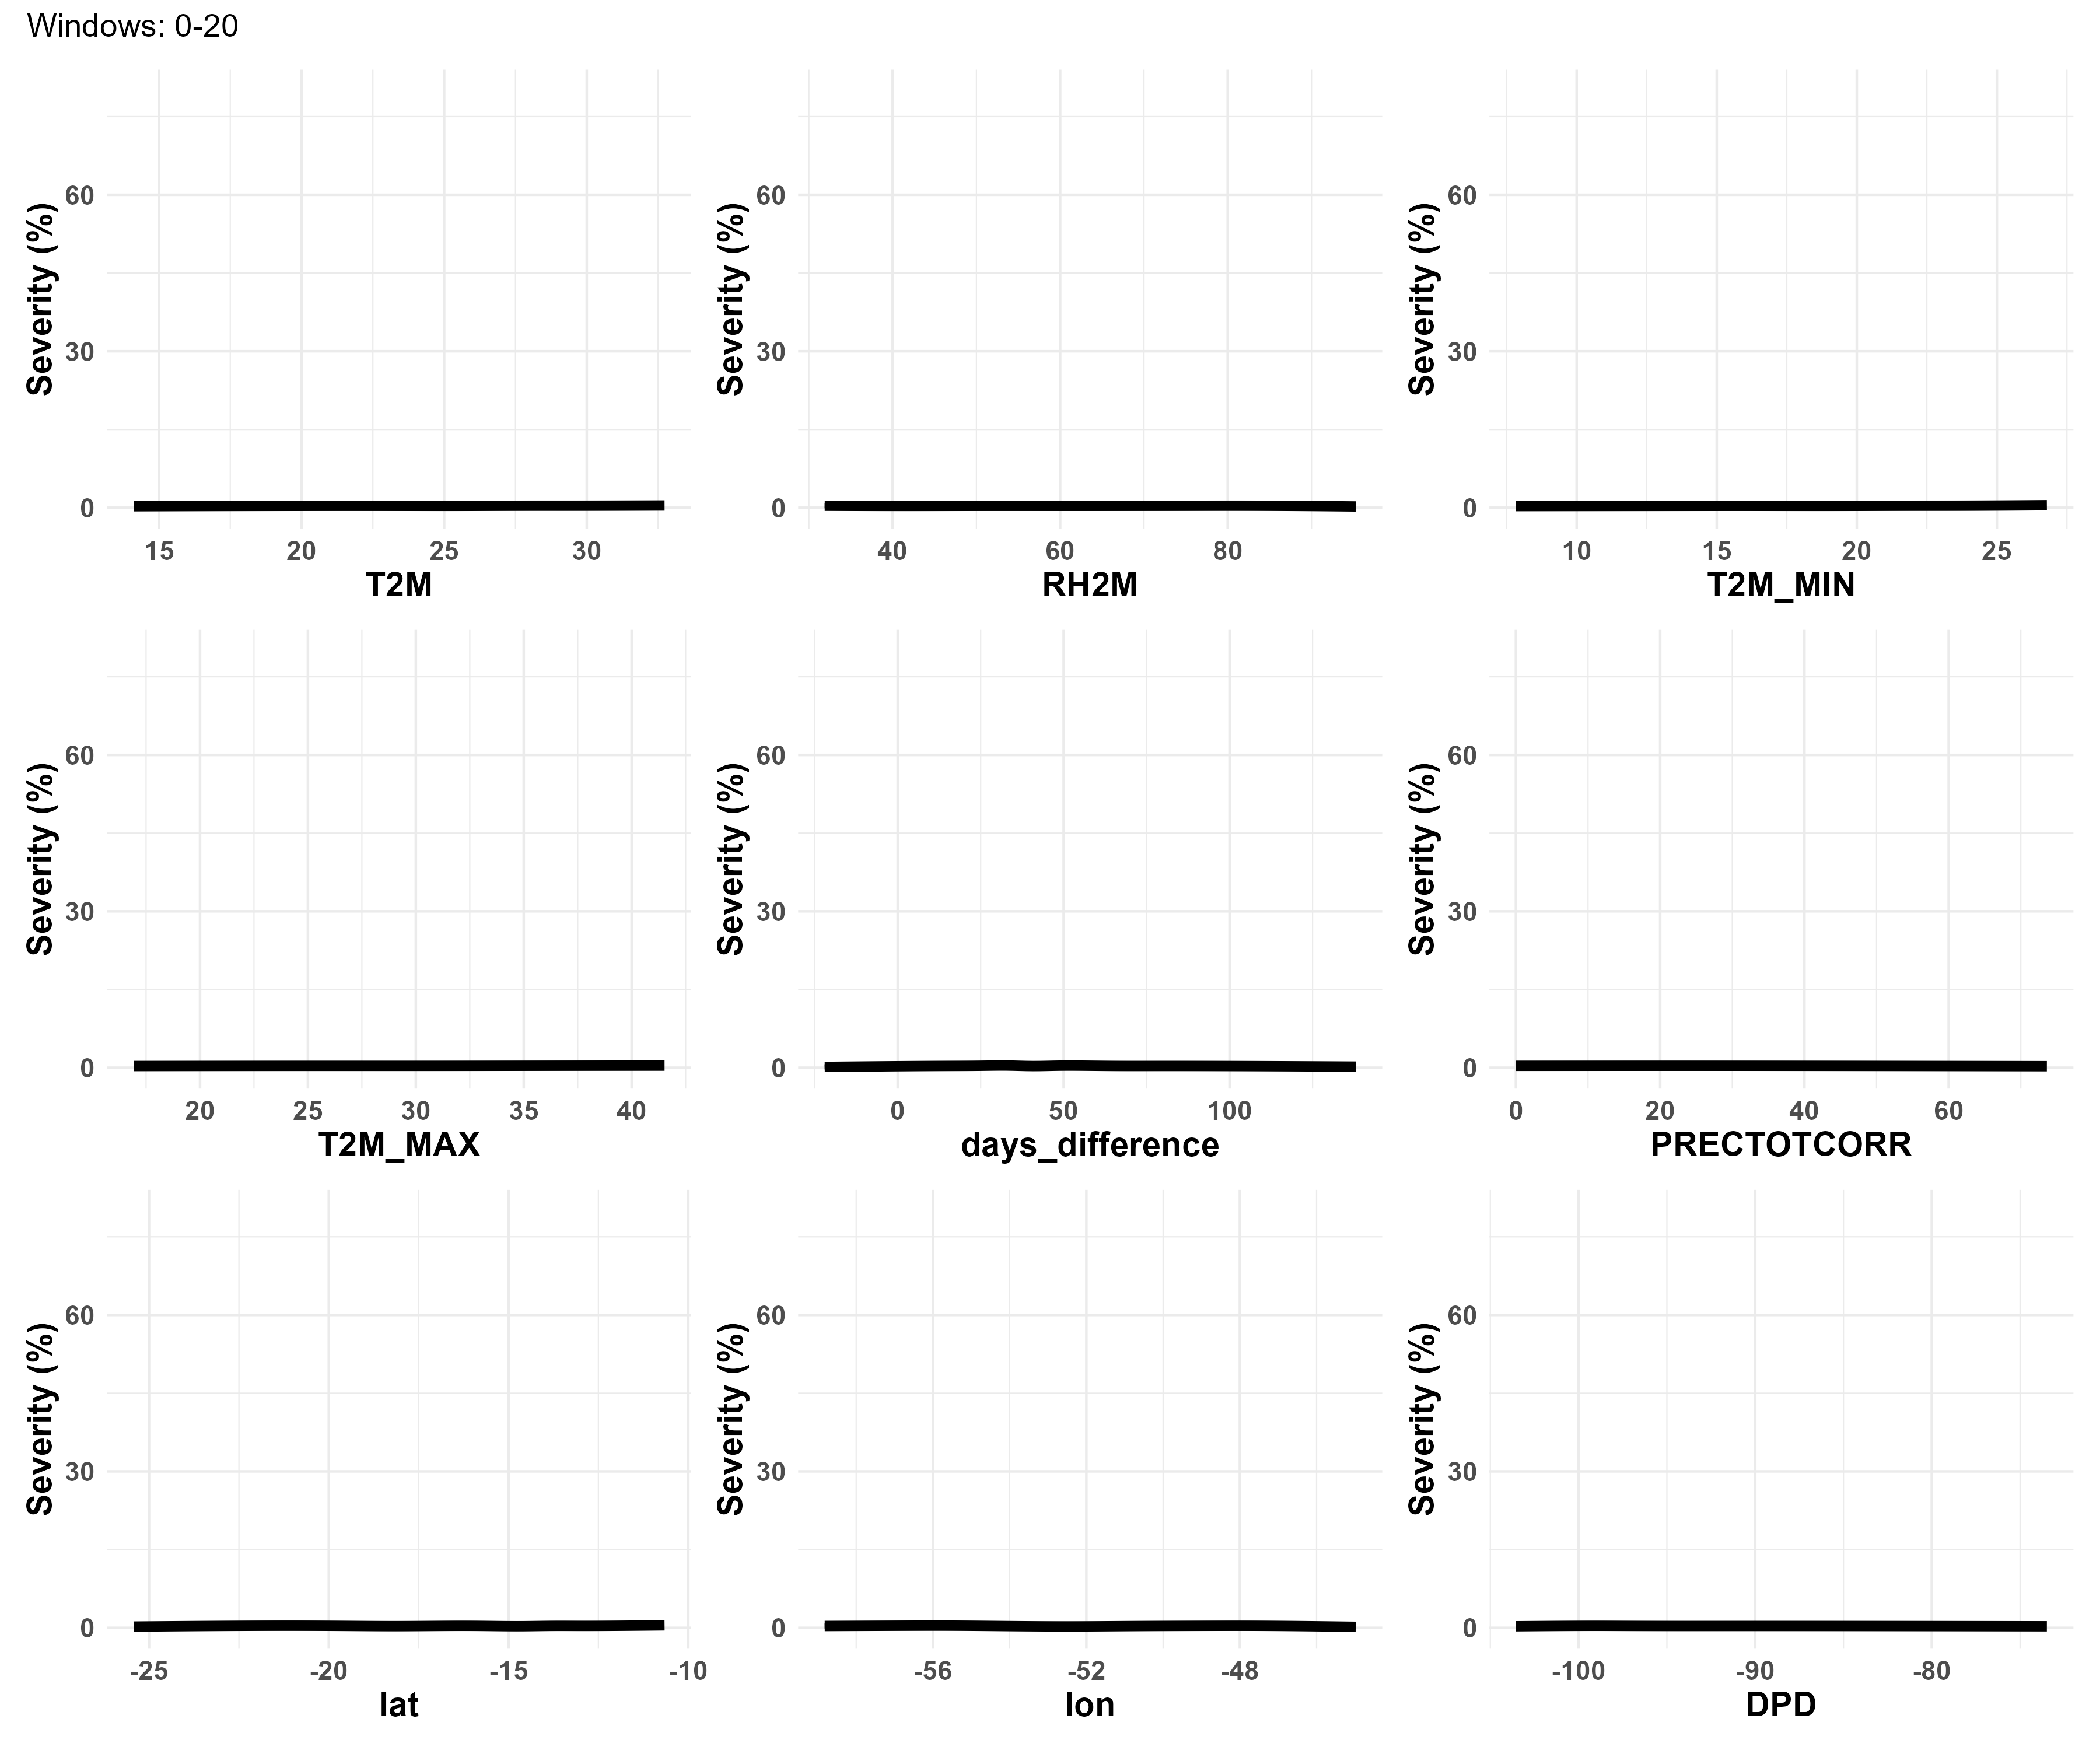 Windows: 0-20
Severity (%)
60
30
0
15 20 25 30
T2M
Severity (%)
60
30
0
40 60 80
RH2M
Severity (%)
60
30
0
10 15 20 25
T2M_MIN
Severity (%)
60
30
0
20 25 30 35 40
T2M_MAX
Severity (%)
60
30
0
0 50 100
days_difference
Severity (%)
60
30
0
0 20 40 60
PRECTOTCORR
Severity (%)
60
30
0
-25 -20 -15 -10
lat
Severity (%)
60
30
0
-56 -52 -48
lon
Severity (%)
60
30
0
-100 -90 -80
DPD